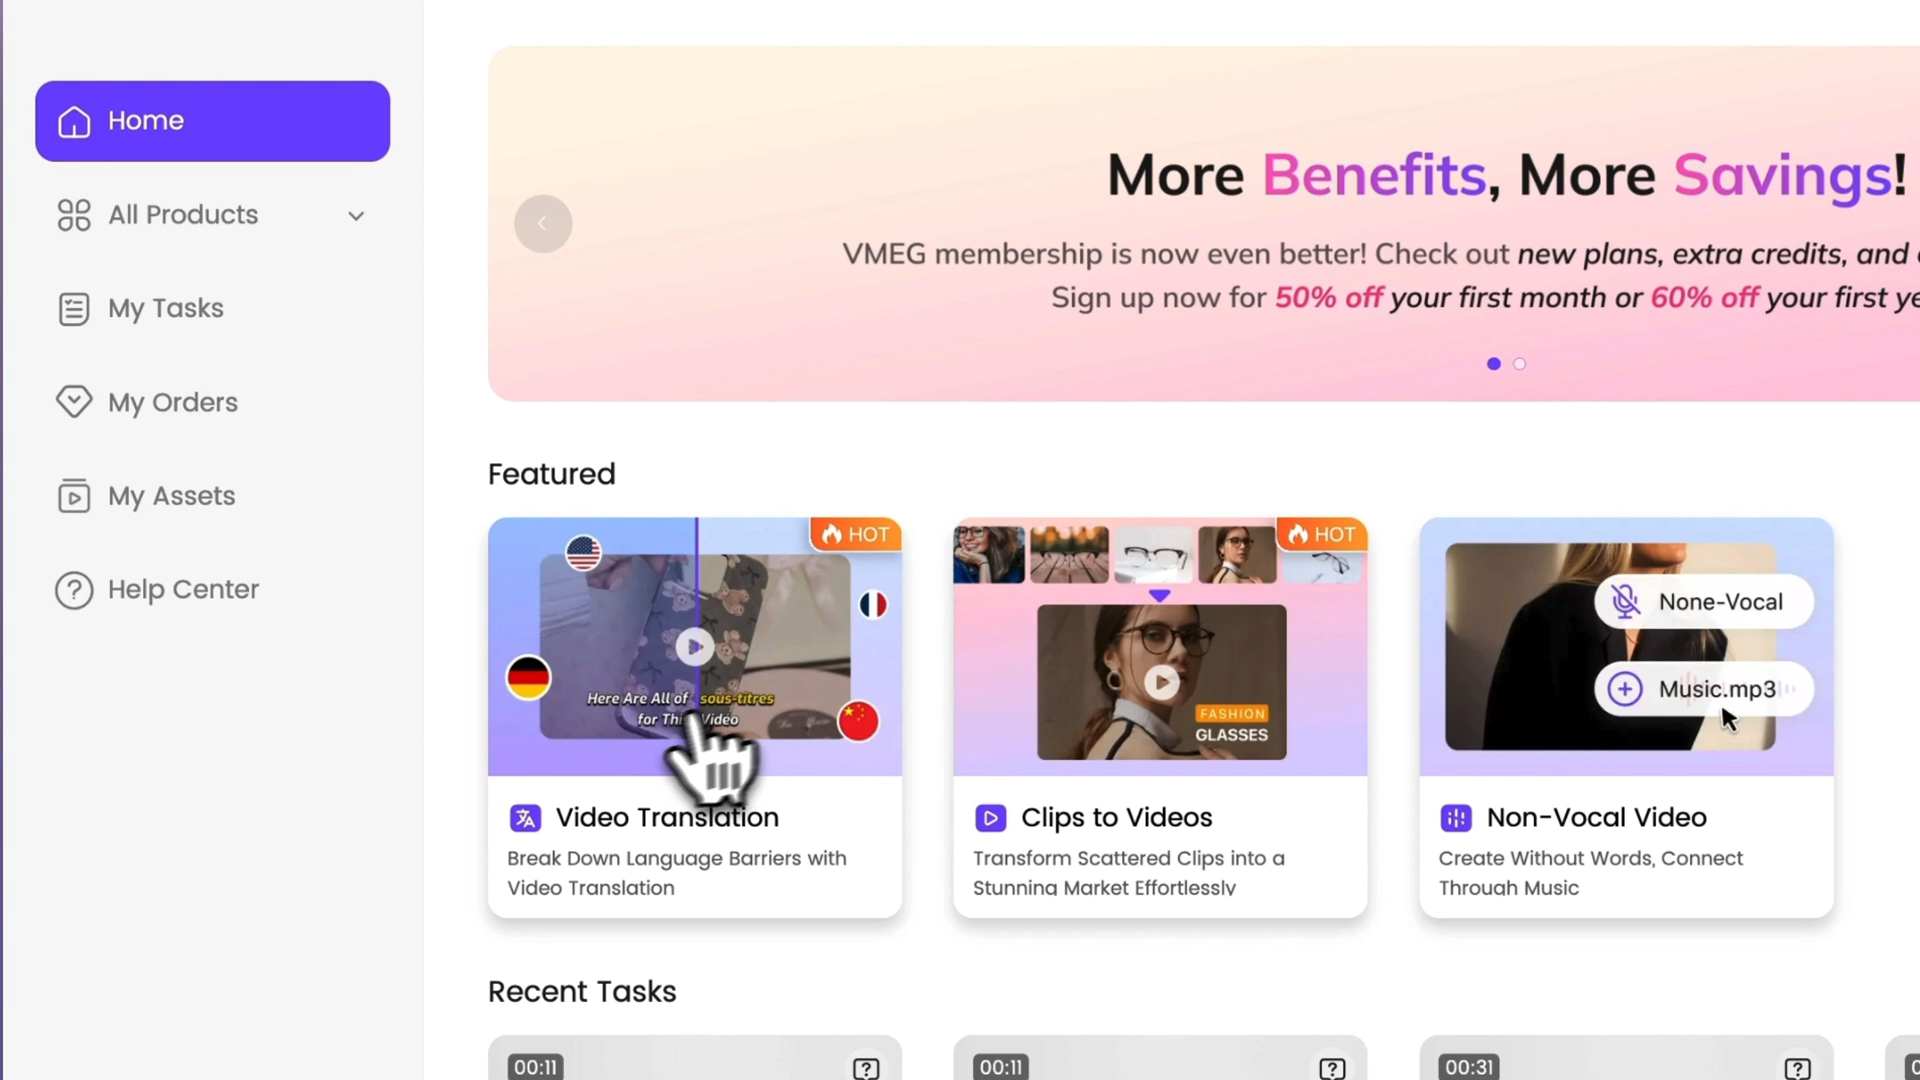 Home
All Products
My Tasks
My Orders
My Assets
Help Center
More Benefits, More Savings!
VMEG membership is now even better! Check out new plans, extra credits, and
Sign up now for 50% off your first month or 60% off your first
Featured
HOT
Here Are All of sous-titres
for Vidéo
Video Translation
Break Down Language Barriers with
Video Translation
HOT
FASHION
GLASSES
Clips to Videos
Transform Scattered Clips into a
Stunning Market Effortlessly
None-Vocal
Music.mp3
Non-Vocal Video
Create Without Words, Connect
Through Music
Recent Tasks
00:11
00:11
00:31